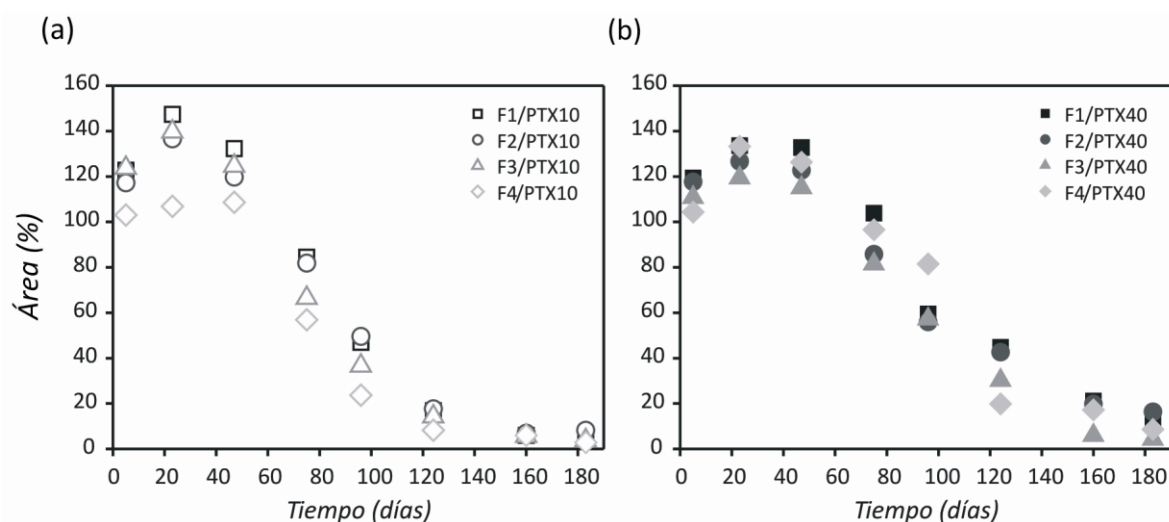 (a)
Área (%)
160
140
120
100
80
60
40
20
0
F1/PTX10
F2/PTX10
F3/PTX10
F4/PTX10
0 20 40 60 80 100 120 140 160 180
Tiempo (días)
(b)
160
140
120
100
80
60
40
20
0
F1/PTX40
F2/PTX40
F3/PTX40
F4/PTX40
0 20 40 60 80 100 120 140 160 180
Tiempo (días)